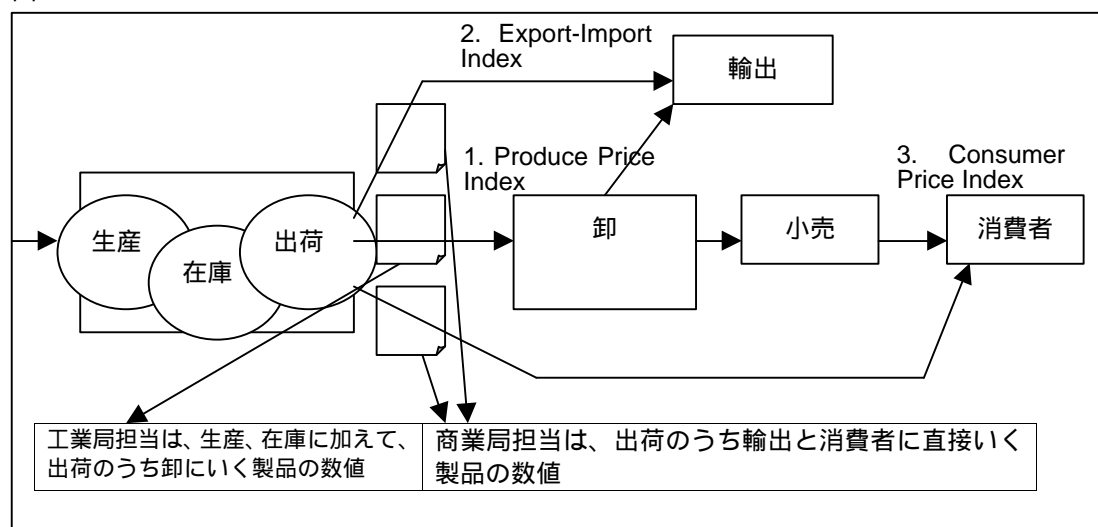 2. Export-Import
Index
輸出
1. Produce Price
Index
3. Consumer
Price Index
生産
在庫
出荷
卸
小売
消費者
工業局担当は、生産、在庫に加えて、
出荷のうち卸にいく製品の数値
商業局担当は、出荷のうち輸出と消費者に直接いく
製品の数値